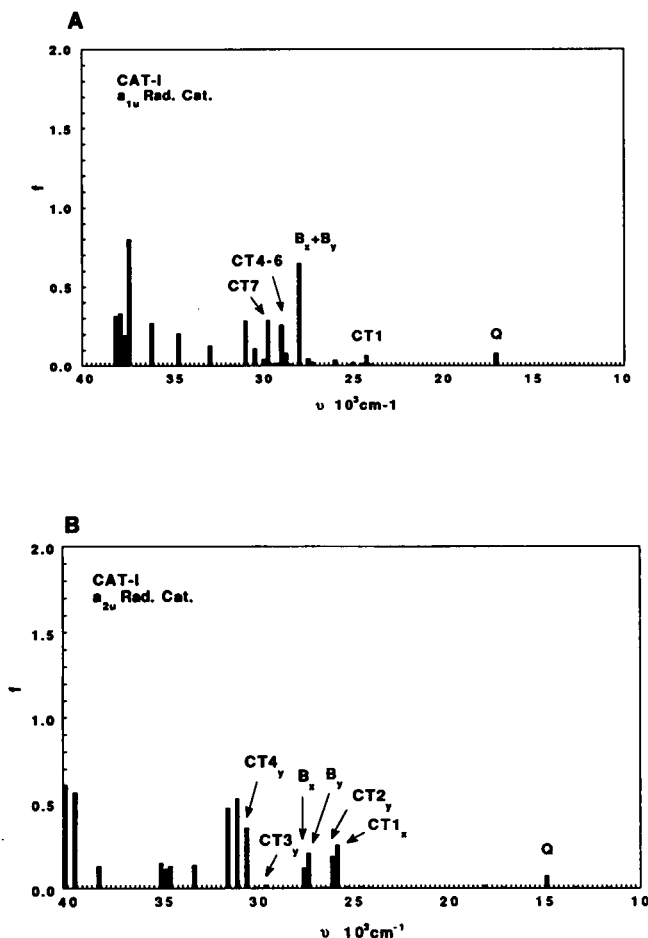 A
CAT-I
a1u Rad. Cat.
2.0
1.5
1.0
0.5
0.0
f
Bx+By
CT4-6
CT7
CT1
Q
40 35 30 25 20 15 10
υ 10³cm-1
B
CAT-I
a2u Rad. Cat.
2.0
1.5
1.0
0.5
0.0
f
CT4y
Bx
By
CT2y
CT3y
CT1x
Q
40 35 30 25 20 15 10
υ 10³cm⁻¹